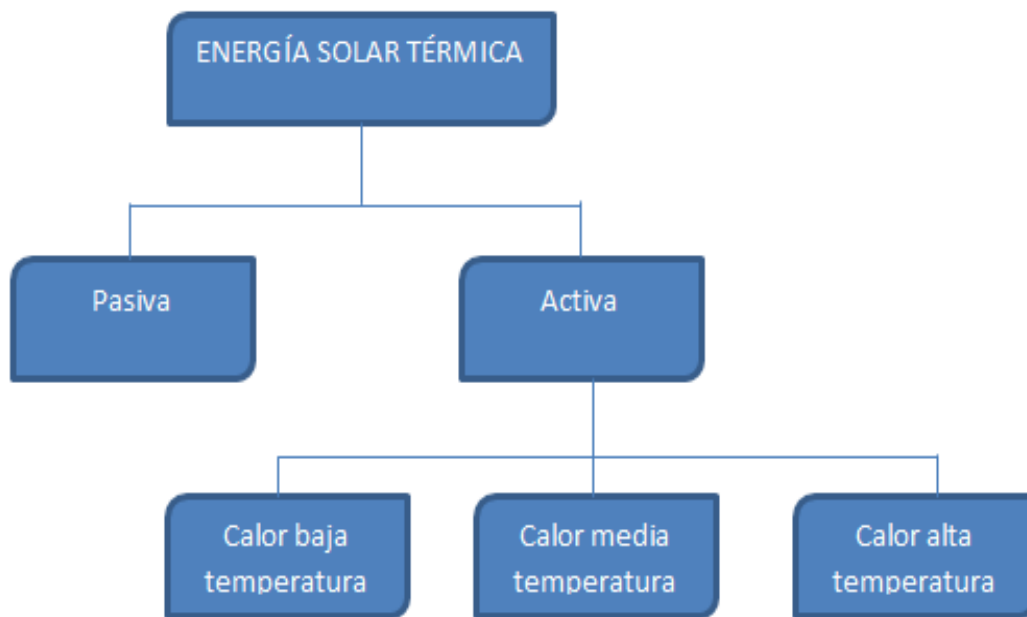 ENERGÍA SOLAR TÉRMICA
Pasiva
Activa
Calor baja
temperatura
Calor media
temperatura
Calor alta
temperatura